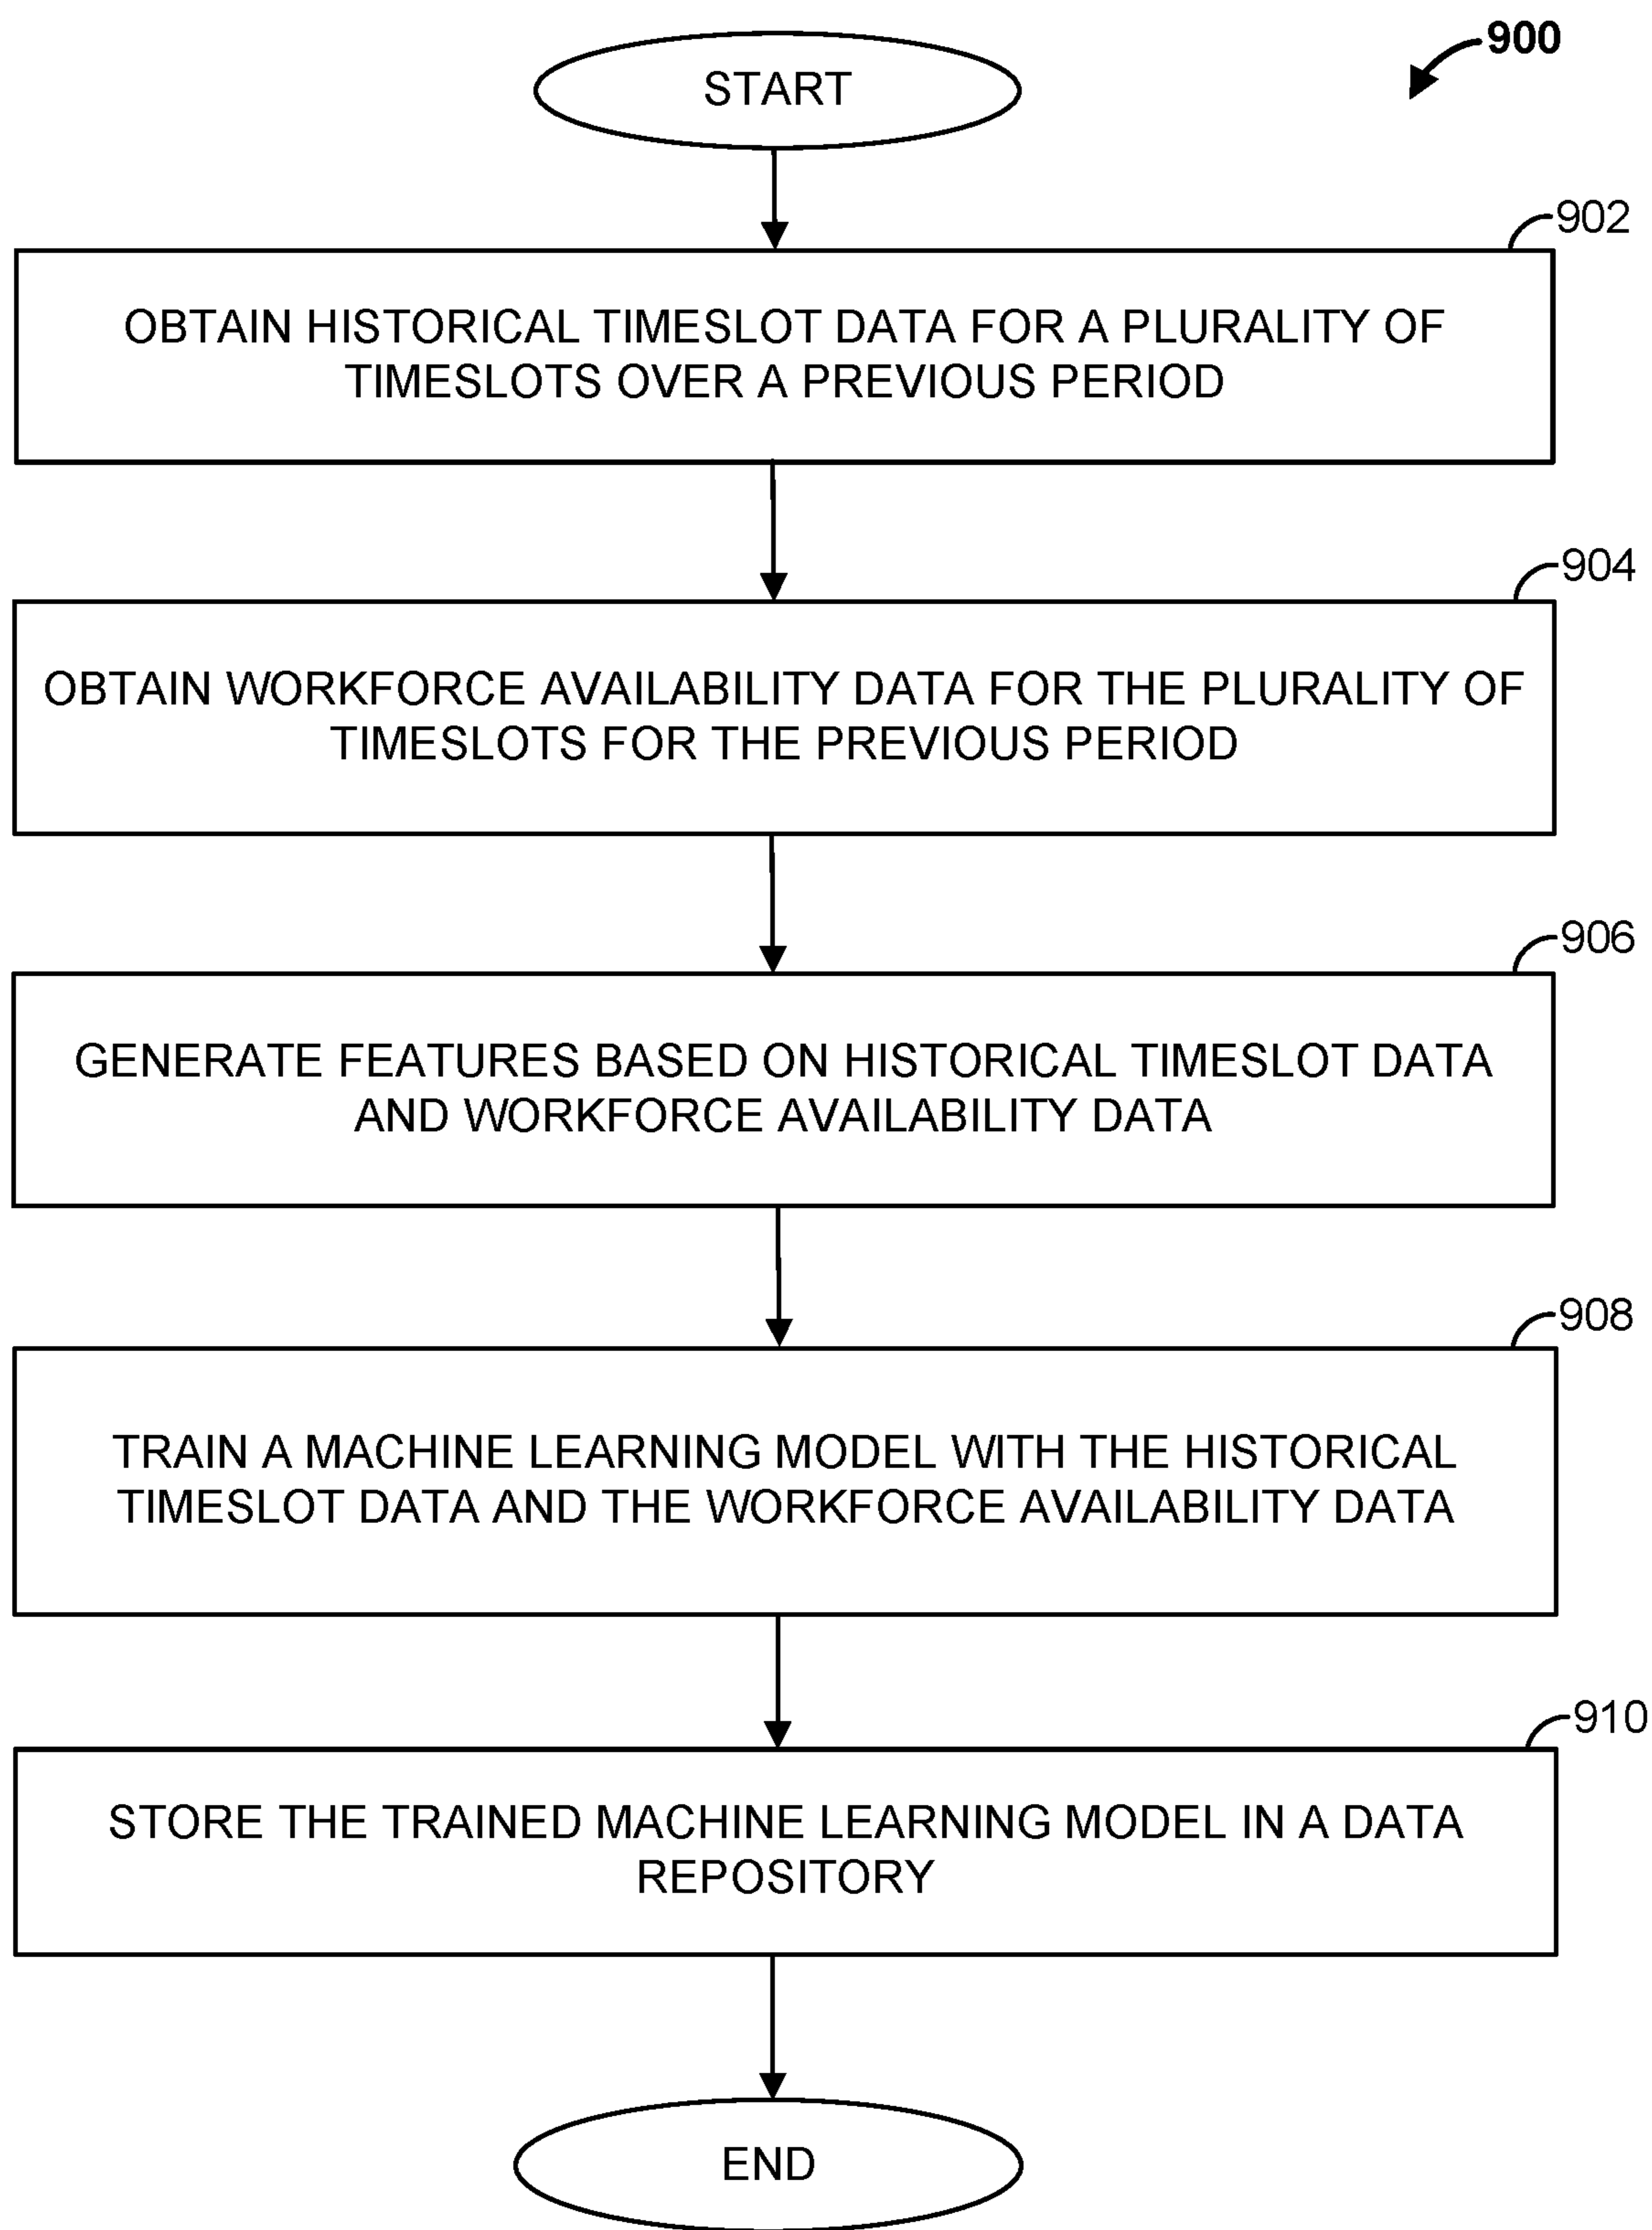 900
START
902
OBTAIN HISTORICAL TIMESLOT DATA FOR A PLURALITY OF
TIMESLOTS OVER A PREVIOUS PERIOD
904
OBTAIN WORKFORCE AVAILABILITY DATA FOR THE PLURALITY OF
TIMESLOTS FOR THE PREVIOUS PERIOD
906
GENERATE FEATURES BASED ON HISTORICAL TIMESLOT DATA
AND WORKFORCE AVAILABILITY DATA
908
TRAIN A MACHINE LEARNING MODEL WITH THE HISTORICAL
TIMESLOT DATA AND THE WORKFORCE AVAILABILITY DATA
910
STORE THE TRAINED MACHINE LEARNING MODEL IN A DATA
REPOSITORY
END